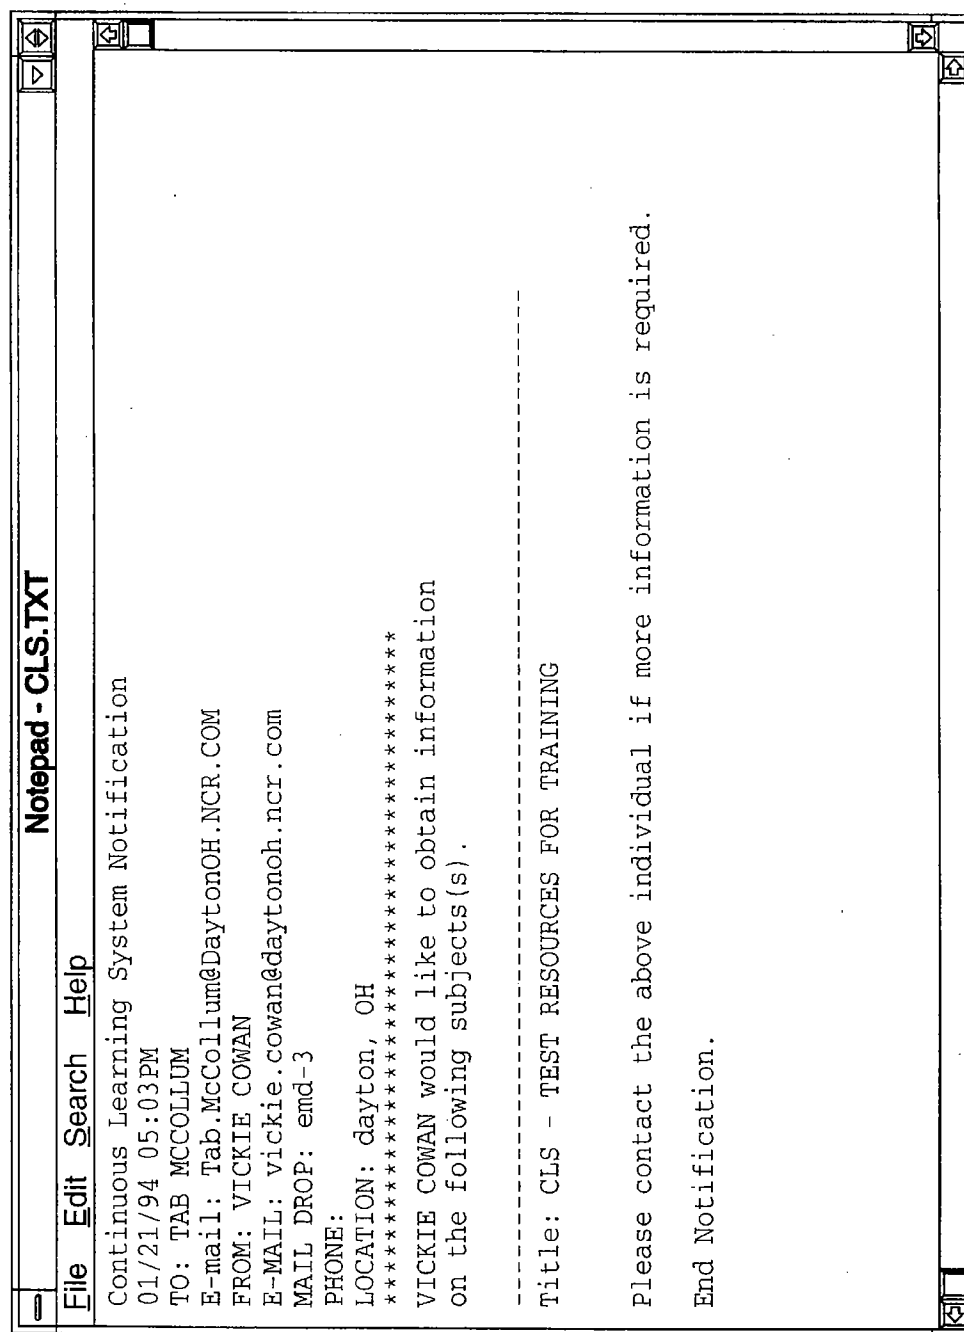 Notepad - CLS.TXT
File Edit Search Help
Continuous Learning System Notification
01/21/94 05:03PM
TO: TAB MCCOLLUM
E-mail: Tab.McCollum@DaytonOH.NCR.COM
FROM: VICKIE COWAN
E-MAIL: vickie.cowan@daytonoh.ncr.com
MAIL DROP: emd-3
PHONE:
LOCATION: dayton, OH
*******************************************
VICKIE COWAN would like to obtain information
on the following subjects(s).
-----------------------------------------------------------------
Title: CLS - TEST RESOURCES FOR TRAINING
Please contact the above individual if more information is required.
End Notification.